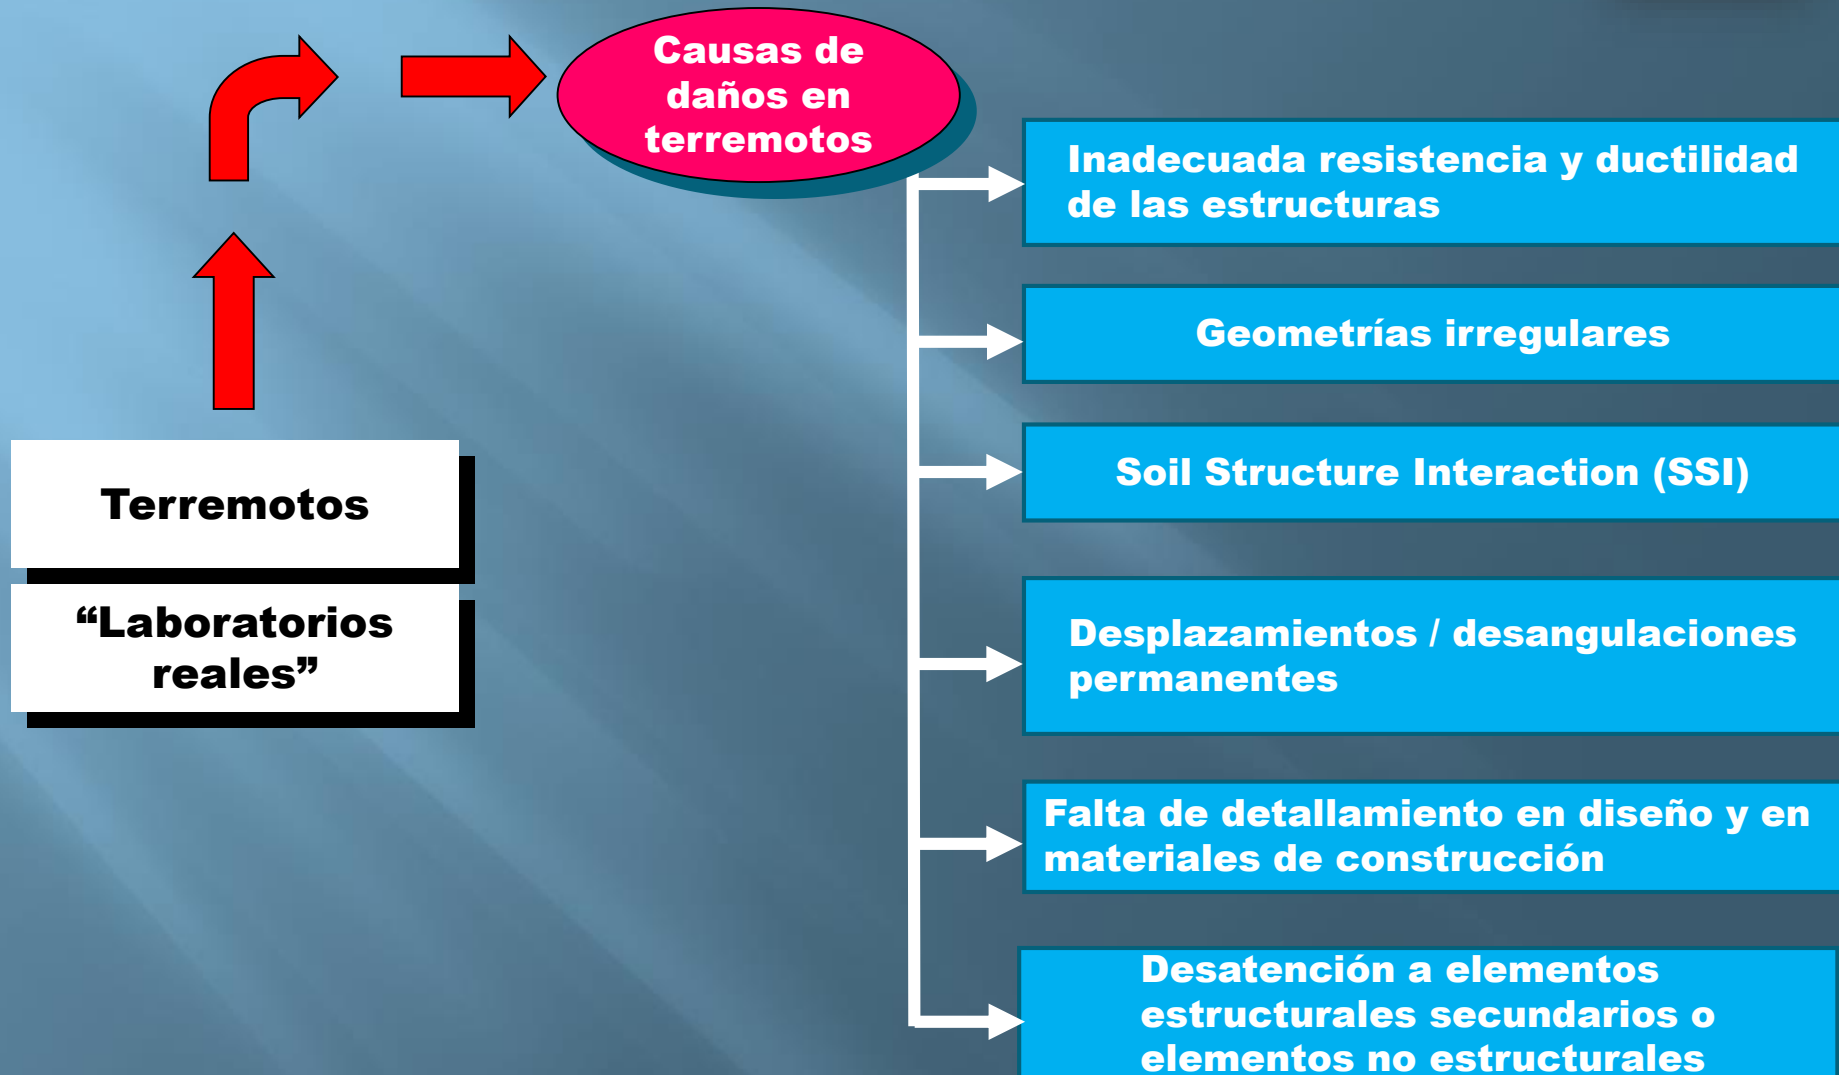 Causas de
daños en
terremotos
Inadecuada resistencia y ductilidad
de las estructuras
Geometrías irregulares
Soil Structure Interaction (SSI)
Terremotos
“Laboratorios
reales”
Desplazamientos / desangulaciones
permanentes
Falta de detallamiento en diseño y en
materiales de construcción
Desatención a elementos
estructurales secundarios o
elementos no estructurales